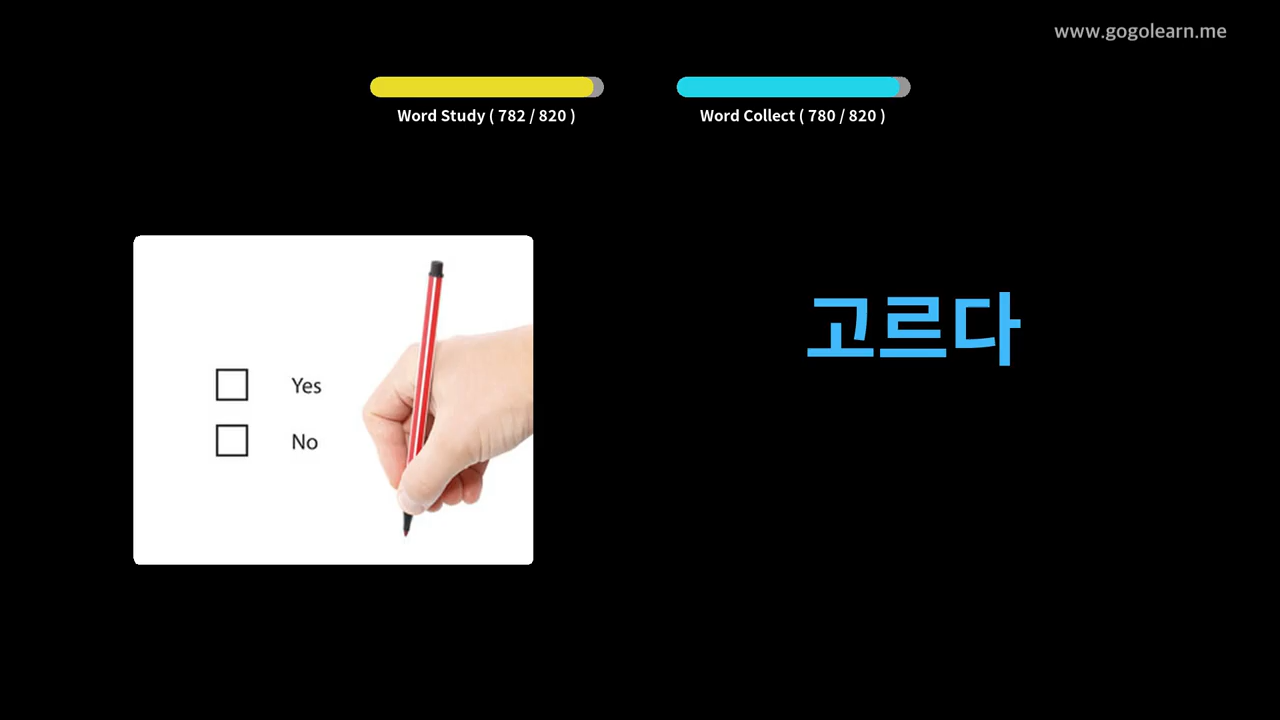 www.gogolearn.me
Word Study ( 782 / 820 )
Word Collect ( 780 / 820 )
Yes
No
고르다